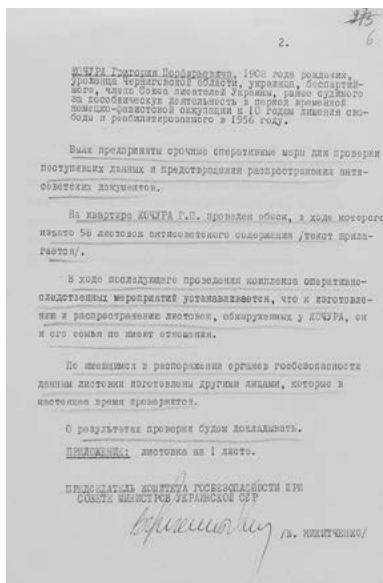 273
6
2.
КОЧУРА Григория Порфирьевича, 1908 года рождения,
уроженца Черниговской области, украинца, беспартий-
ного, члена Союза писателей Украины, ранее судимого
за пособническую деятельность в период временной
немецко-фашистской оккупации к 10 годам лишения сво-
боды и реабилитированного в 1956 году.
Были предприняты срочные оперативные меры для проверки
поступивших данных и предотвращения распространения анти-
советских документов.
На квартире КОЧУРА Г.П. проведен обыск, в ходе которого
изъято 58 листовок антисоветского содержания /текст прила-
гается/.
В ходе последующего проведения комплекса оперативно-
следственных мероприятий устанавливается, что к изготовле-
нию и распространению листовок, обнаруженных у КОЧУРА, он
и его семья не имеют отношения.
По имеющимся в распоряжении органов госбезопасности
данным листовки изготовлены другими лицами, которые в
настоящее время проверяются.
О результатах проверки будем докладывать.
ПРИЛОЖЕНИЕ: листовка на 1 листе.
ПРЕДСЕДАТЕЛЬ КОМИТЕТА ГОСБЕЗОПАСНОСТИ ПРИ
СОВЕТЕ МИНИСТРОВ УКРАИНСКОЙ ССР
/В. НИКИТЧЕНКО/